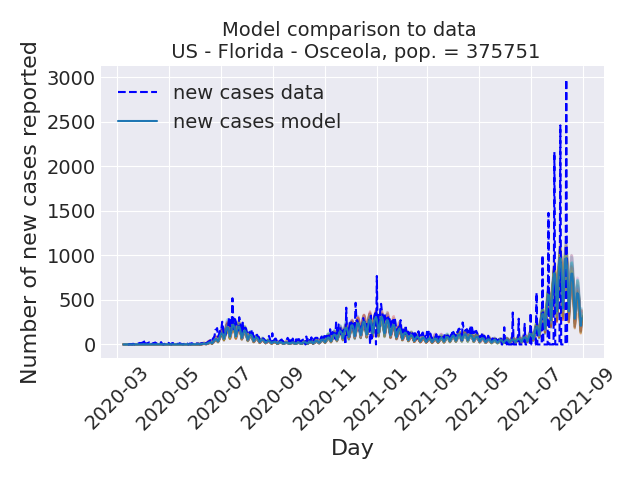 Model comparison to data
US - Florida - Osceola, pop. = 375751
Number of new cases reported
3000
2500
2000
1500
1000
500
0
new cases data
new cases model
2020-03
2020-05
2020-07
2020-09
2020-11
2021-01
2021-03
2021-05
2021-07
2021-09
Day